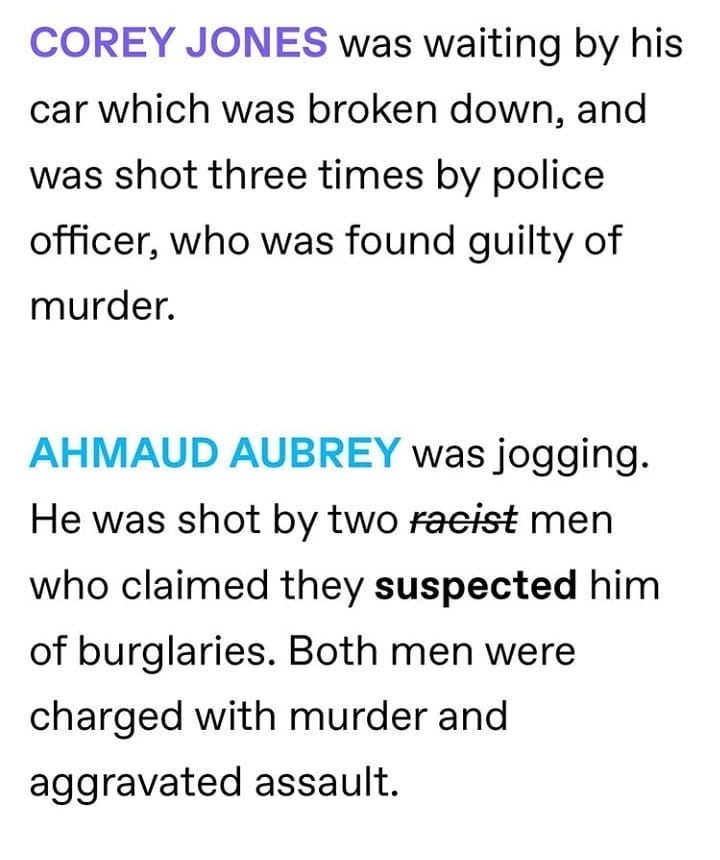 COREY JONES was waiting by his
car which was broken down, and
was shot three times by police
officer, who was found guilty of
murder.
AHMAUD AUBREY was jogging.
He was shot by two racist men
who claimed they suspected him
of burglaries. Both men were
charged with murder and
aggravated assault.